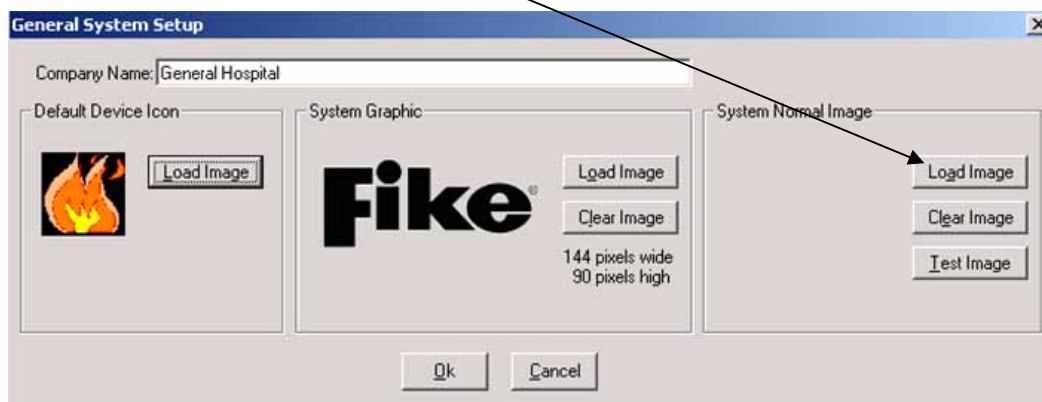 General System Setup
Company Name: General Hospital
Default Device Icon
Load Image
System Graphic
Fike®
Load Image
Clear Image
144 pixels wide
90 pixels high
System Normal Image
Load Image
Clear Image
Test Image
Ok
Cancel